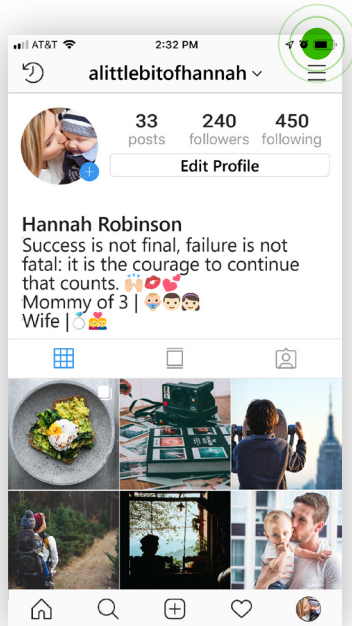 AT&T 2:32 PM
alittlebitofhannah
33 240 450
posts followers following
Edit Profile
Hannah Robinson
Success is not final, failure is not
fatal: it is the courage to continue
that counts. 🙌🏻💋💕
Mommy of 3 | 👶🏼👦🏻👧🏻
Wife |💍👩‍❤️‍👨